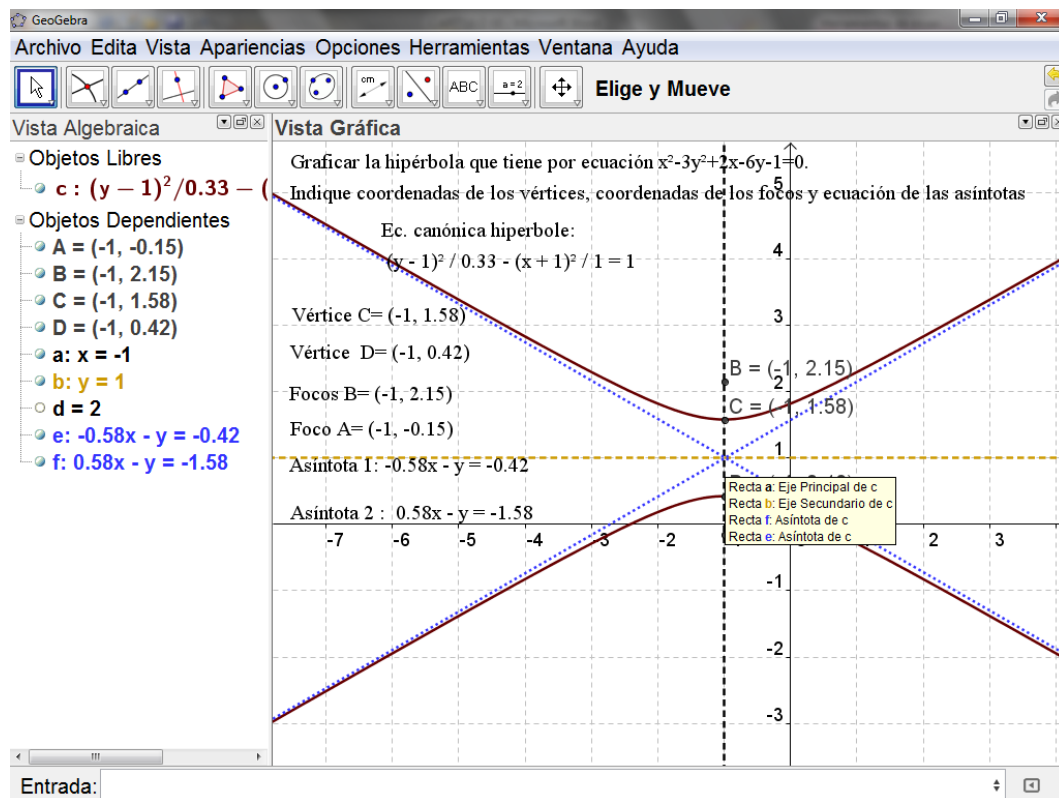 GeoGebra
Archivo Edita Vista Apariencias Opciones Herramientas Ventana Ayuda
cm
ABC
a = 2
Elige y Mueve
Vista Algebraica
Objetos Libres
c : (y − 1)²/0.33 − (
Objetos Dependientes
A = (-1, -0.15)
B = (-1, 2.15)
C = (-1, 1.58)
D = (-1, 0.42)
a: x = -1
b: y = 1
d = 2
e: -0.58x - y = -0.42
f: 0.58x - y = -1.58
Vista Gráfica
Graficar la hipérbola que tiene por ecuación x²-3y²+2x-6y-1=0.
Indique coordenadas de los vértices, coordenadas de los focos y ecuación de las asíntotas
Ec. canónica hiperbole:
(y - 1)² / 0.33 - (x + 1)² / 1 = 1
Vértice C= (-1, 1.58)
Vértice D= (-1, 0.42)
Focos B= (-1, 2.15)
Foco A= (-1, -0.15)
Asíntota 1: -0.58x - y = -0.42
Asíntota 2 : 0.58x - y = -1.58
B = (-1, 2.15)
C = (-1, 1.58)
Recta a: Eje Principal de c
Recta b: Eje Secundario de c
Recta f: Asíntota de c
Recta e: Asíntota de c
5
4
3
2
1
-7 -6 -5 -4 -3 -2 2 3
-1
-2
-3
Entrada: